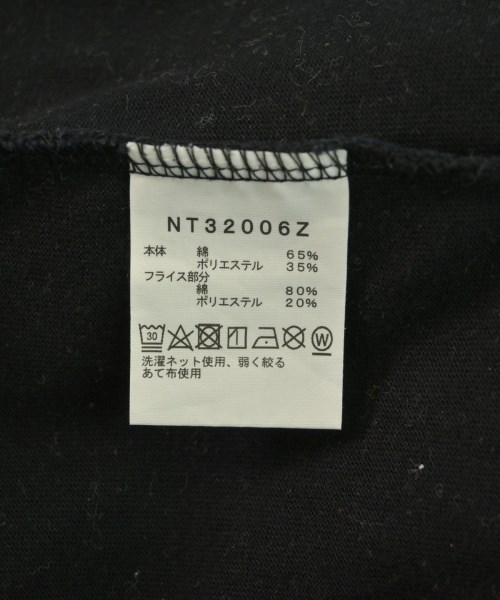 NT32006Z
本体 綿 65%
ポリエステル 35%
フライス部分
綿 80%
ポリエステル 20%
30 W
洗濯ネット使用、弱く絞る
あて布使用